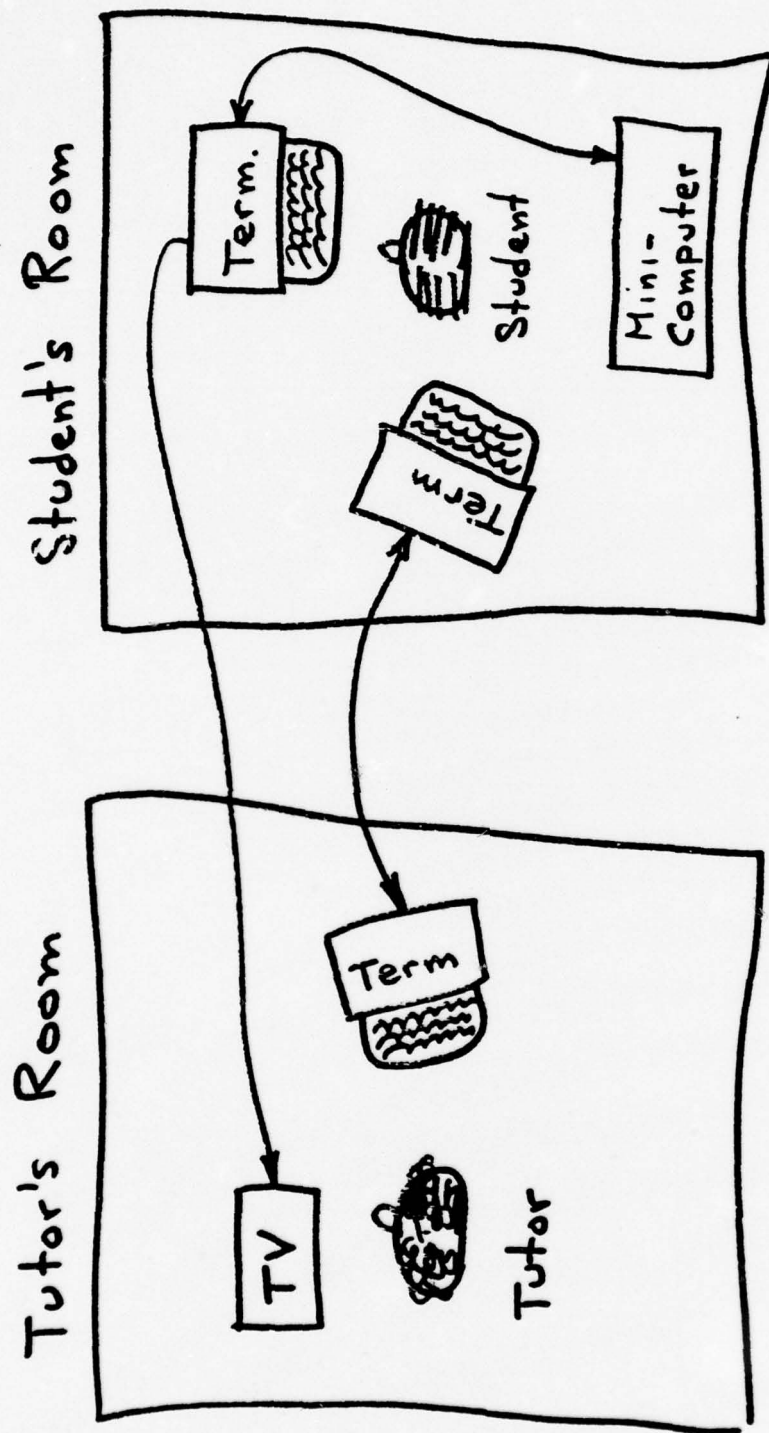 Tutor's Room
Student's Room
TV
Term
Tutor
Term
Term.
Student
Mini-
Computer